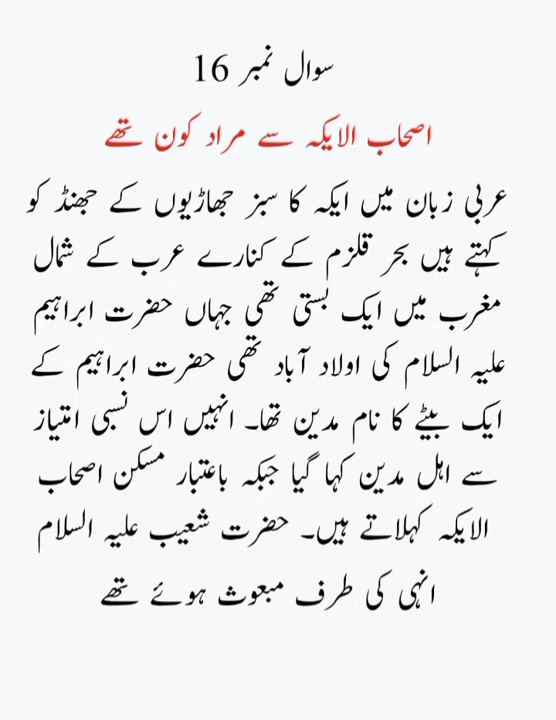 سوال نمبر 16
اصحاب الایکہ سے مراد کون تھے
عربی زبان میں ایکہ کا سبز جھاڑیوں کے جھنڈ کو
کہتے ہیں بحر قلزم کے کنارے عرب کے شمال
مغرب میں ایک بستی تھی جہاں حضرت ابراہیم
علیہ السلام کی اولاد آباد تھی حضرت ابراہیم کے
ایک بیٹے کا نام مدین تھا۔ انہیں اس نسبی امتیاز
سے اہل مدین کہا گیا جبکہ باعتبار مسکن اصحاب
الایکہ کہلاتے ہیں۔ حضرت شعیب علیہ السلام
انہی کی طرف مبعوث ہوئے تھے